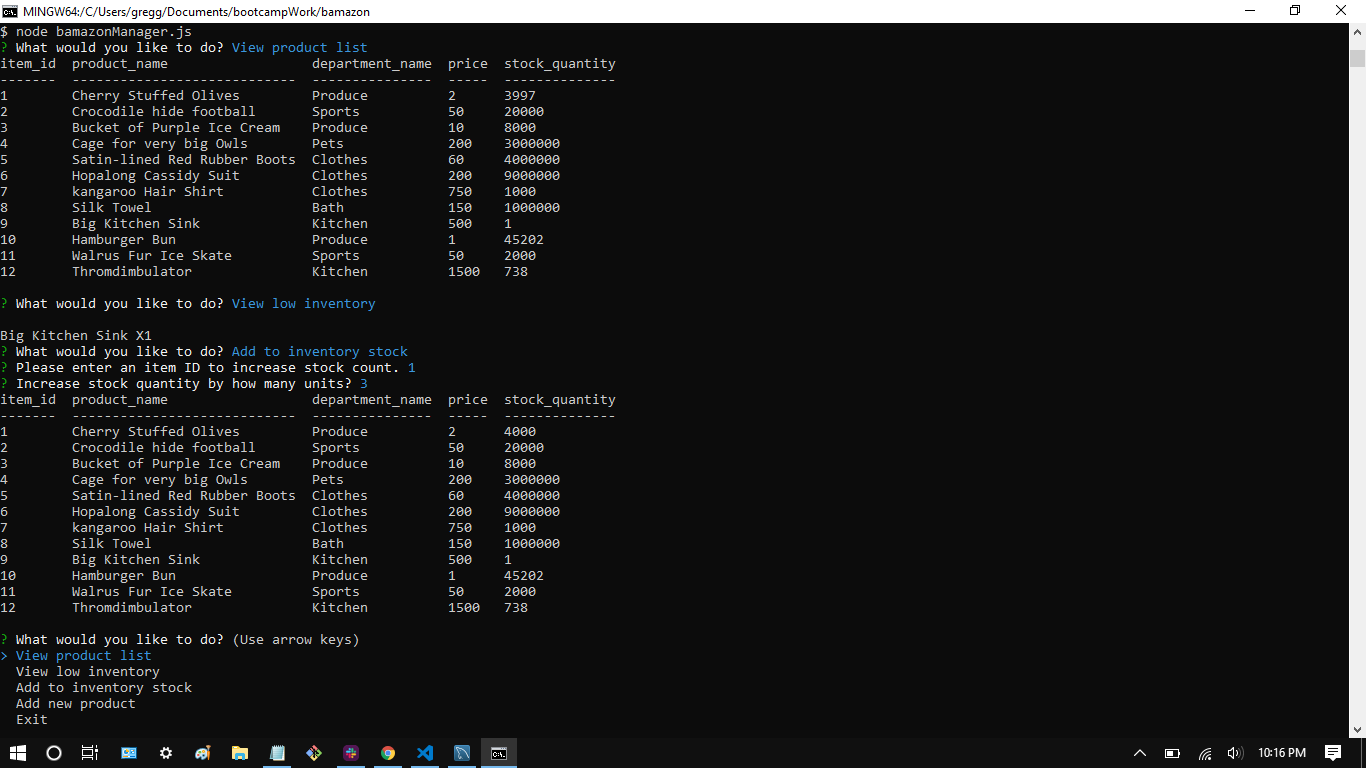 MINGW64:/C/Users/gregg/Documents/bootcampWork/bamazon
$ node bamazonManager.js
? What would you like to do? View product list
item_id  product_name                  department_name  price  stock_quantity
-------  ----------------------------  ---------------  -----  --------------
1        Cherry Stuffed Olives         Produce          2      3997
2        Crocodile hide football       Sports           50     20000
3        Bucket of Purple Ice Cream    Produce          10     8000
4        Cage for very big Owls        Pets             200    3000000
5        Satin-lined Red Rubber Boots  Clothes          60     4000000
6        Hopalong Cassidy Suit         Clothes          200    9000000
7        kangaroo Hair Shirt           Clothes          750    1000
8        Silk Towel                    Bath             150    1000000
9        Big Kitchen Sink              Kitchen          500    1
10       Hamburger Bun                 Produce          1      45202
11       Walrus Fur Ice Skate          Sports           50     2000
12       Thromdimbulator               Kitchen          1500   738
? What would you like to do? View low inventory
Big Kitchen Sink X1
? What would you like to do? Add to inventory stock
? Please enter an item ID to increase stock count. 1
? Increase stock quantity by how many units? 3
item_id  product_name                  department_name  price  stock_quantity
-------  ----------------------------  ---------------  -----  --------------
1        Cherry Stuffed Olives         Produce          2      4000
2        Crocodile hide football       Sports           50     20000
3        Bucket of Purple Ice Cream    Produce          10     8000
4        Cage for very big Owls        Pets             200    3000000
5        Satin-lined Red Rubber Boots  Clothes          60     4000000
6        Hopalong Cassidy Suit         Clothes          200    9000000
7        kangaroo Hair Shirt           Clothes          750    1000
8        Silk Towel                    Bath             150    1000000
9        Big Kitchen Sink              Kitchen          500    1
10       Hamburger Bun                 Produce          1      45202
11       Walrus Fur Ice Skate          Sports           50     2000
12       Thromdimbulator               Kitchen          1500   738
? What would you like to do? (Use arrow keys)
> View product list
  View low inventory
  Add to inventory stock
  Add new product
  Exit
10:16 PM